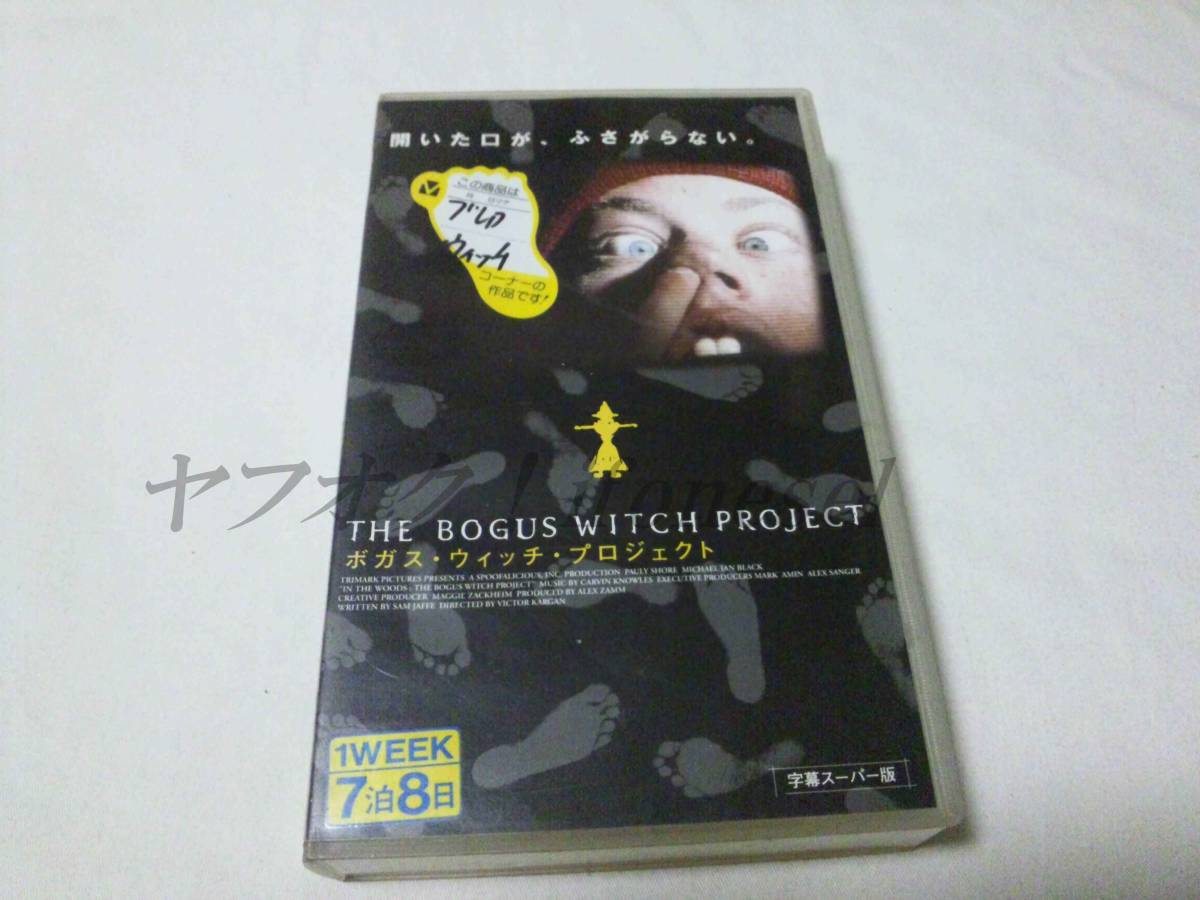 開いた口が、ふさがらない。
この商品は
ブレア
ウィッチ
コーナーの
作品です!
ヤフオク!
THE BOGUS WITCH PROJECT
ボガス・ウィッチ・プロジェクト
TRIMARK PICTURES PRESENTS A SPOOFALICIOUS, INC. PRODUCTION PAULY SHORE MICHAEL IAN BLACK
"IN THE WOODS : THE BOGUS WITCH PROJECT" MUSIC BY CARVIN KNOWLES EXECUTIVE PRODUCERS MARK AMIN ALEX SANGER
CREATIVE PRODUCER MAGGIE ZACKHEIM PRODUCED BY ALEX ZAMM
WRITTEN BY SAM JAFFE DIRECTED BY VICTOR KARGAN
1WEEK
7泊8日
字幕スーパー版